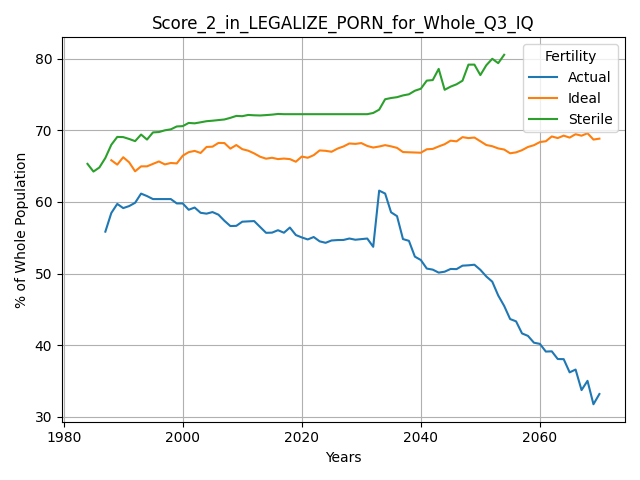 Score_2_in_LEGALIZE_PORN_for_Whole_Q3_IQ
% of Whole Population
80
70
60
50
40
30
Fertility
Actual
Ideal
Sterile
1980
2000
2020
2040
2060
Years